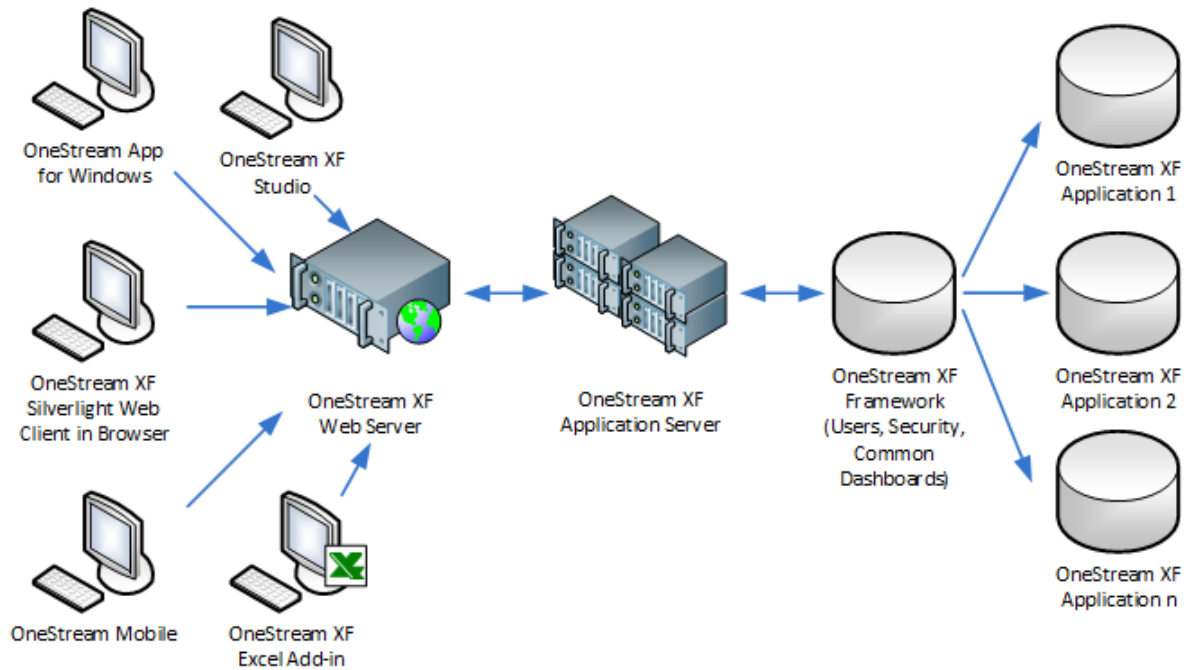 OneStream App
for Windows
OneStream XF
Studio
OneStream XF
Silverlight Web
Client in Browser
OneStream Mobile
OneStream XF
Excel Add-in
OneStream XF
Web Server
OneStream XF
Application Server
OneStream XF
Framework
(Users, Security,
Common
Dashboards)
OneStream XF
Application 1
OneStream XF
Application 2
OneStream XF
Application n